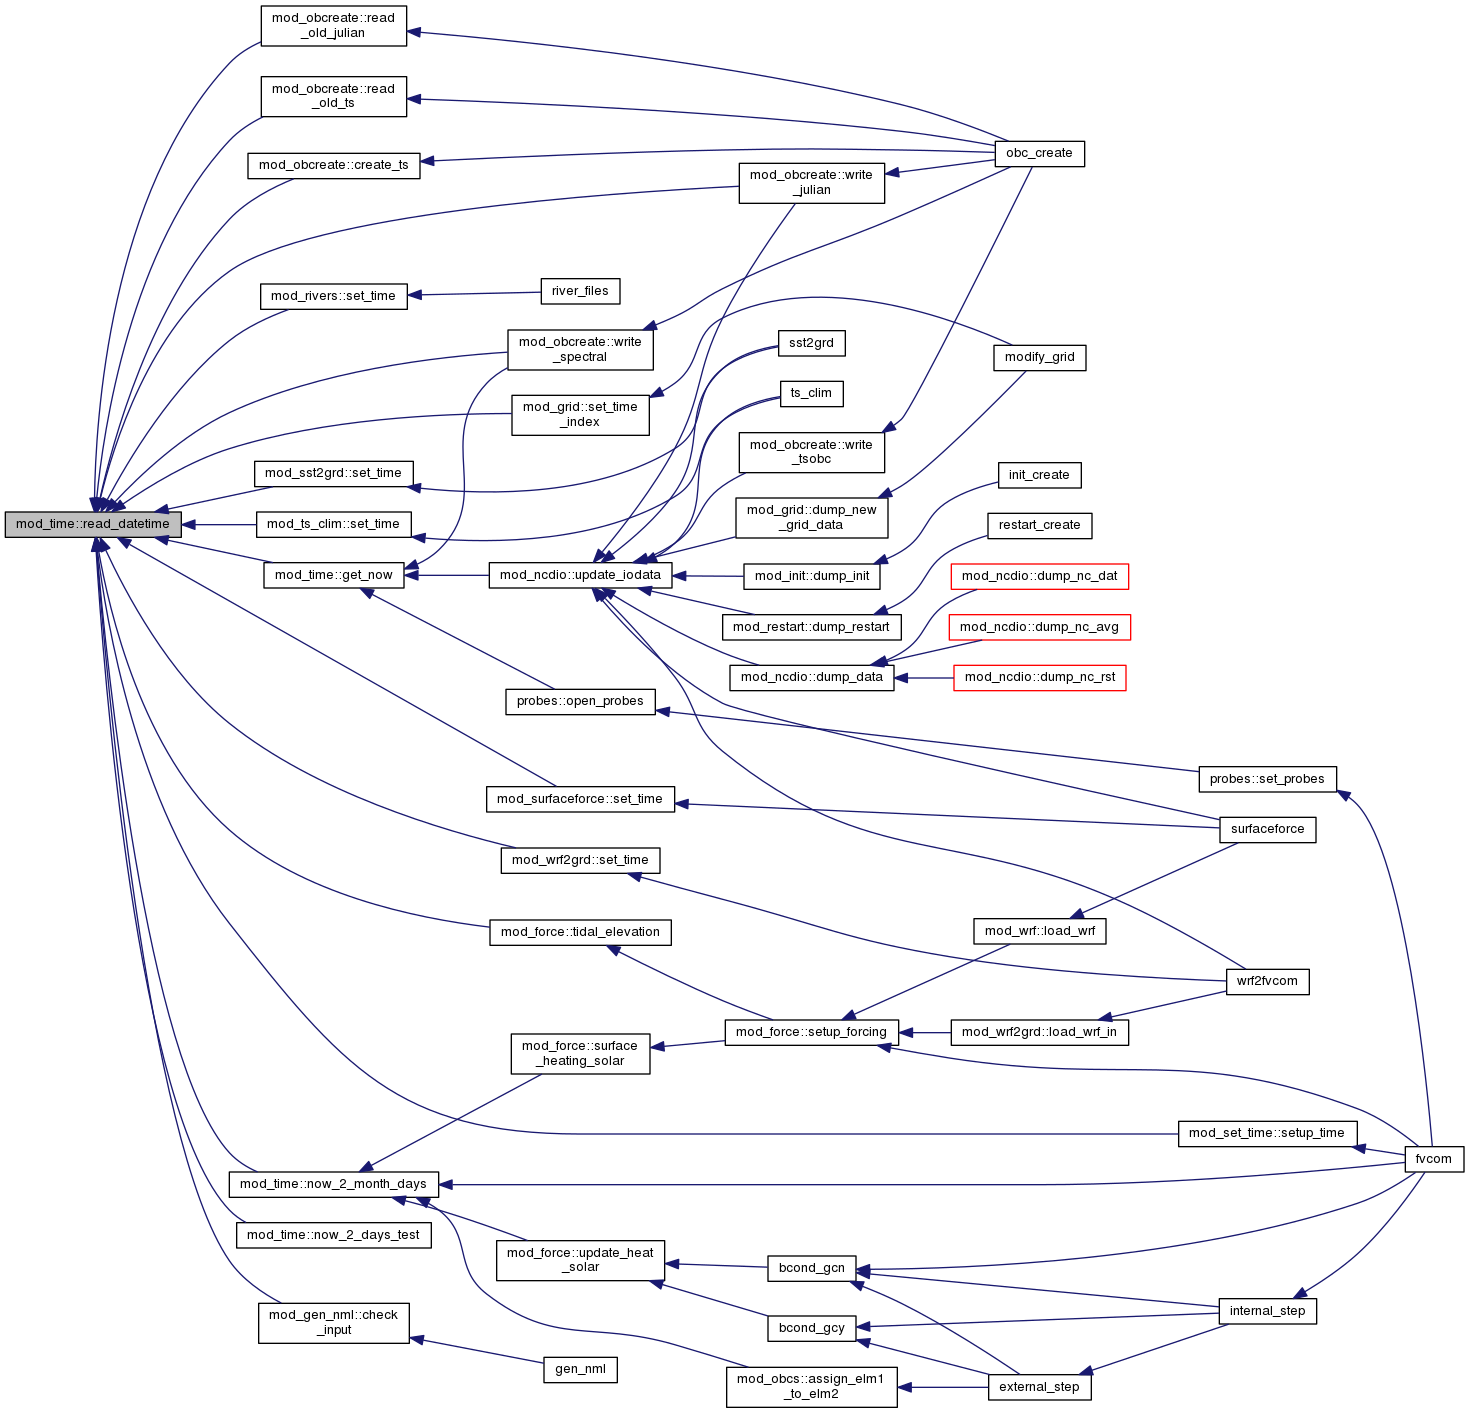 mod_obcreate::read
_old_julian
mod_obcreate::read
_old_ts
mod_obcreate::create_ts
obc_create
mod_obcreate::write
_julian
mod_rivers::set_time
river_files
mod_obcreate::write
_spectral
sst2grd
modify_grid
mod_grid::set_time
_index
ts_clim
mod_obcreate::write
_tsobc
mod_sst2grd::set_time
init_create
mod_time::read_datetime
mod_ts_clim::set_time
mod_grid::dump_new
_grid_data
restart_create
mod_time::get_now
mod_ncdio::update_iodata
mod_init::dump_init
mod_ncdio::dump_nc_dat
mod_restart::dump_restart
mod_ncdio::dump_nc_avg
mod_ncdio::dump_data
mod_ncdio::dump_nc_rst
probes::open_probes
probes::set_probes
mod_surfaceforce::set_time
surfaceforce
mod_wrf2grd::set_time
mod_force::tidal_elevation
mod_wrf::load_wrf
wrf2fvcom
mod_force::setup_forcing
mod_wrf2grd::load_wrf_in
mod_force::surface
_heating_solar
mod_set_time::setup_time
fvcom
mod_time::now_2_month_days
mod_time::now_2_days_test
mod_force::update_heat
_solar
bcond_gcn
internal_step
mod_gen_nml::check
_input
bcond_gcy
gen_nml
mod_obcs::assign_elm1
_to_elm2
external_step